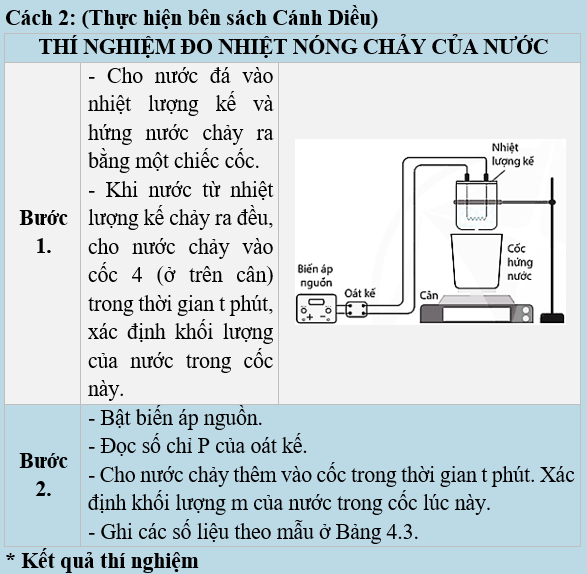 Cách 2: (Thực hiện bên sách Cánh Diều)
THÍ NGHIỆM ĐO NHIỆT NÓNG CHẢY CỦA NƯỚC
Bước
1.
- Cho nước đá vào
nhiệt lượng kế và
hứng nước chảy ra
bằng một chiếc cốc.
- Khi nước từ nhiệt
lượng kế chảy ra đều,
cho nước chảy vào
cốc 4 (ở trên cân)
trong thời gian t phút,
xác định khối lượng
của nước trong cốc
này.
Nhiệt
lượng kế
Cốc
hứng
nước
Biến áp
nguồn
Oát kế
Cân
Bước
2.
- Bật biến áp nguồn.
- Đọc số chỉ P của oát kế.
- Cho nước chảy thêm vào cốc trong thời gian t phút. Xác
định khối lượng m của nước trong cốc lúc này.
- Ghi các số liệu theo mẫu ở Bảng 4.3.
* Kết quả thí nghiệm